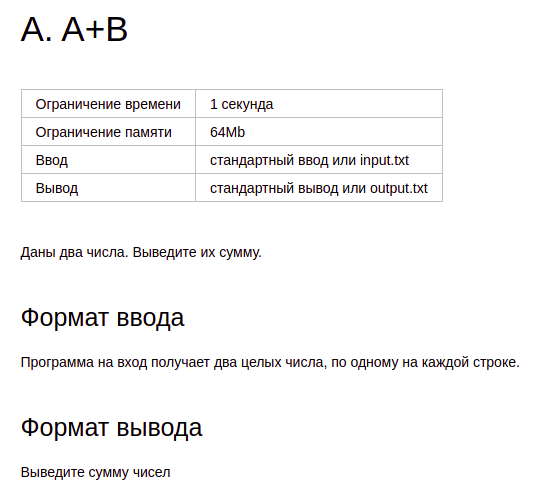 A. A+B
Ограничение времени 1 секунда
Ограничение памяти 64Mb
Ввод стандартный ввод или input.txt
Вывод стандартный вывод или output.txt
Даны два числа. Выведите их сумму.
Формат ввода
Программа на вход получает два целых числа, по одному на каждой строке.
Формат вывода
Выведите сумму чисел